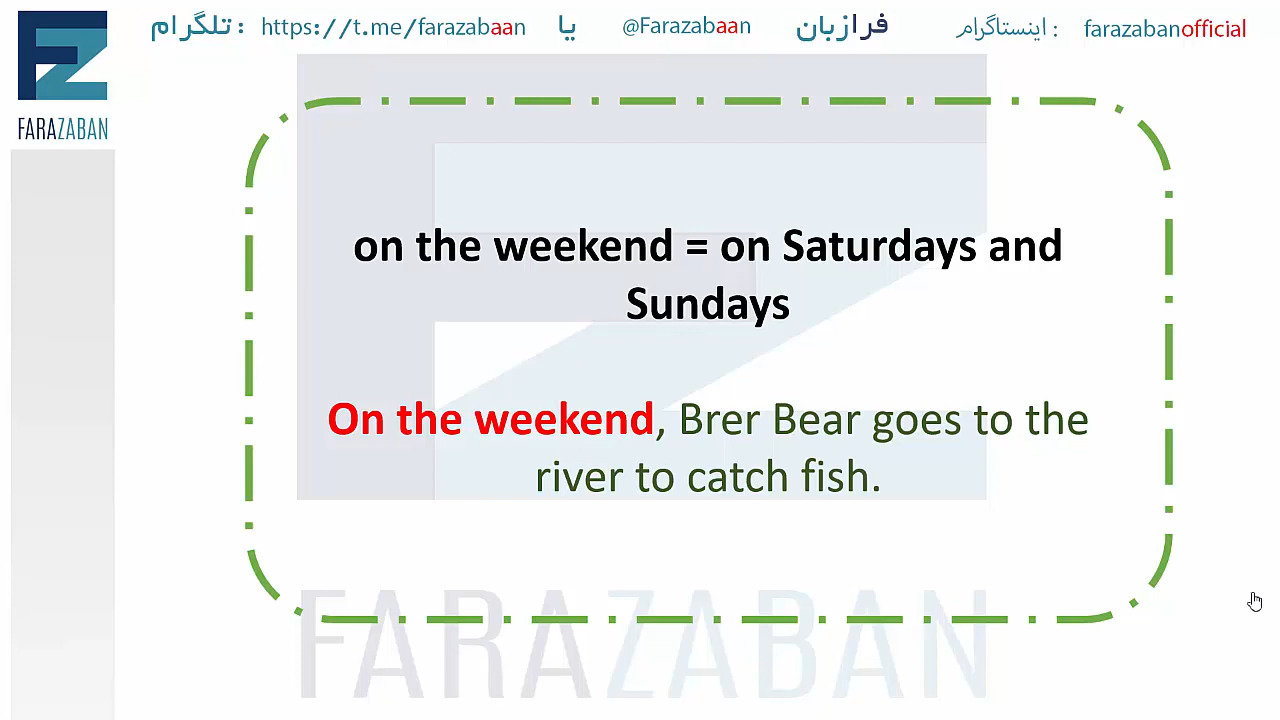 تلگرام : https://t.me/farazabaan یا @Farazabaan فرازبان اینستاگرام : farazabanofficial
FARAZABAN
on the weekend = on Saturdays and
Sundays
On the weekend, Brer Bear goes to the
river to catch fish.
FARAZABAN